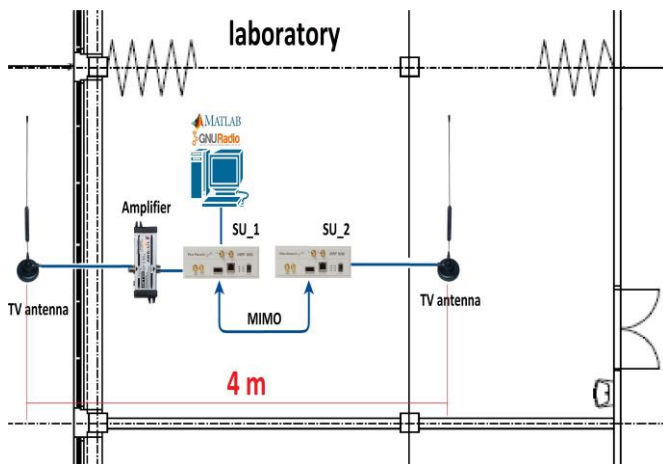 laboratory
MATLAB
GNURadio
Amplifier
SU_1
SU_2
TV antenna
TV antenna
MIMO
4 m